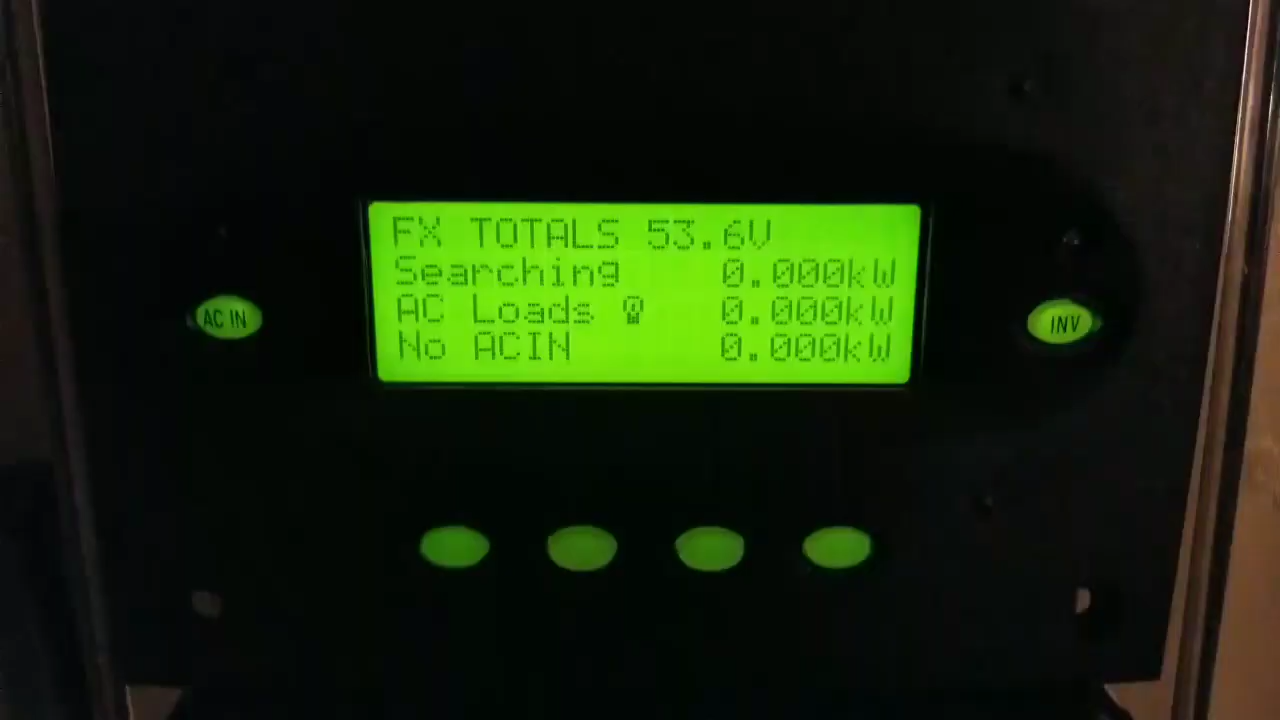 FX TOTALS 53.6V
Searching 0.000kW
AC Loads 0.000kW
No ACIN 0.000kW
AC IN
INV